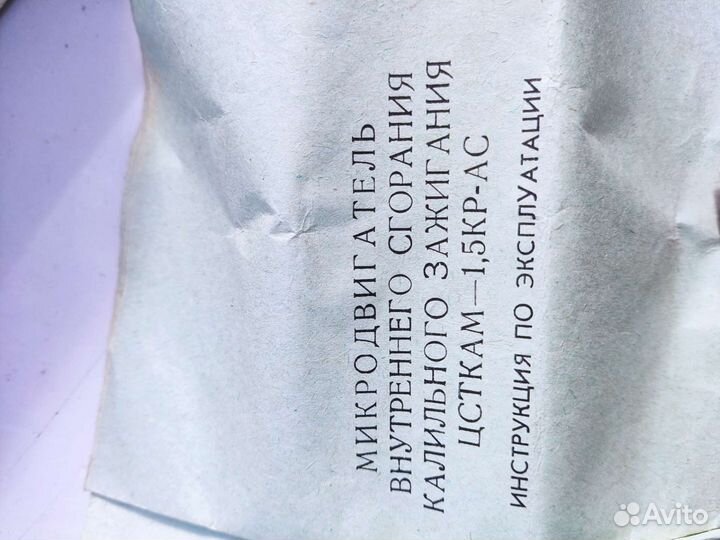 МИКРОДВИГАТЕЛЬ
ВНУТРЕННЕГО СГОРАНИЯ
КАЛИЛЬНОГО ЗАЖИГАНИЯ
ЦСТКАМ—1,5КР-АС
ИНСТРУКЦИЯ ПО ЭКСПЛУАТАЦИИ
Avito